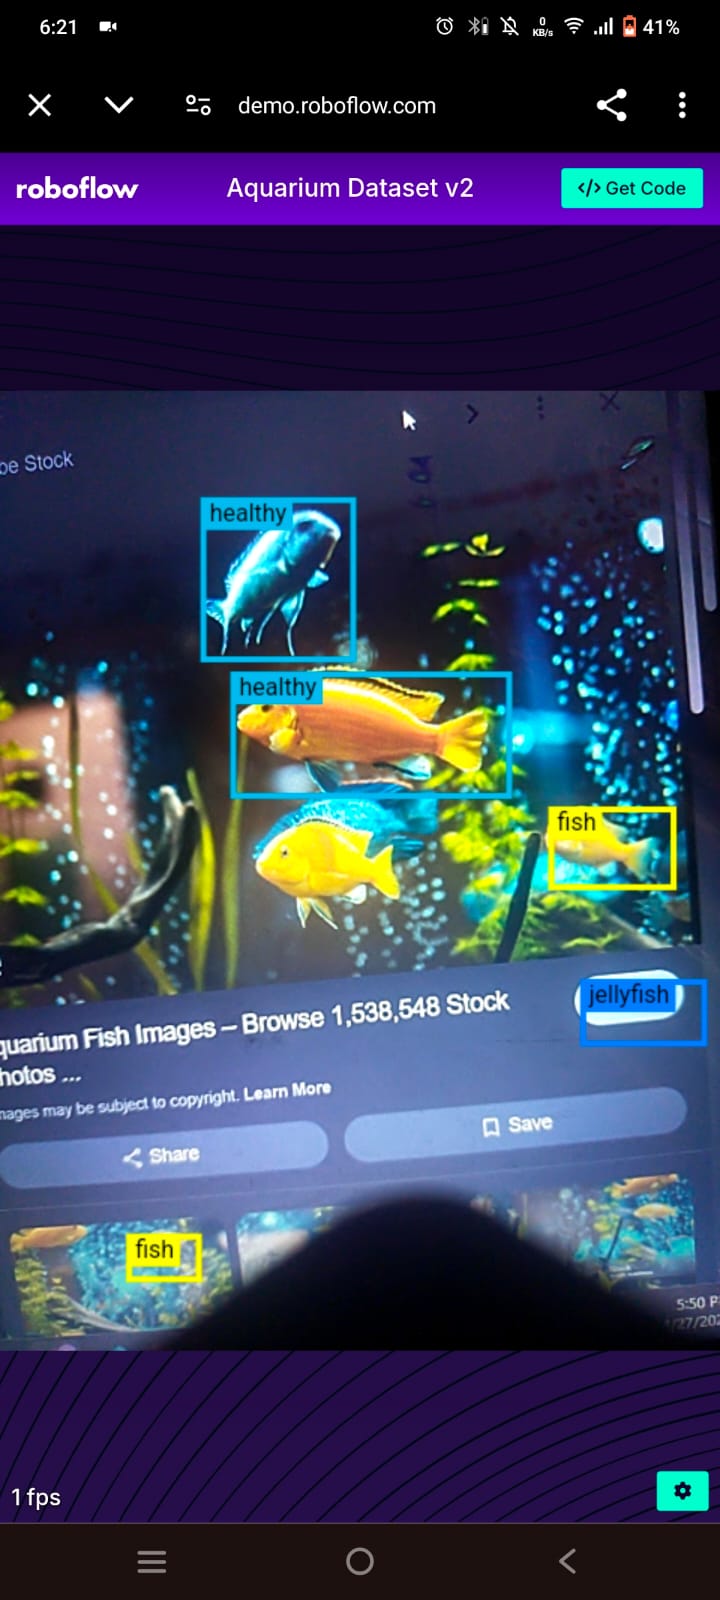 6:21
0 KB/s
41%
demo.roboflow.com
roboflow
Aquarium Dataset v2
</> Get Code
be Stock
healthy
healthy
fish
jellyfish
quarium Fish Images – Browse 1,538,548 Stock
hotos ...
mages may be subject to copyright. Learn More
Share
Save
fish
5:50 P
/27/202
1 fps